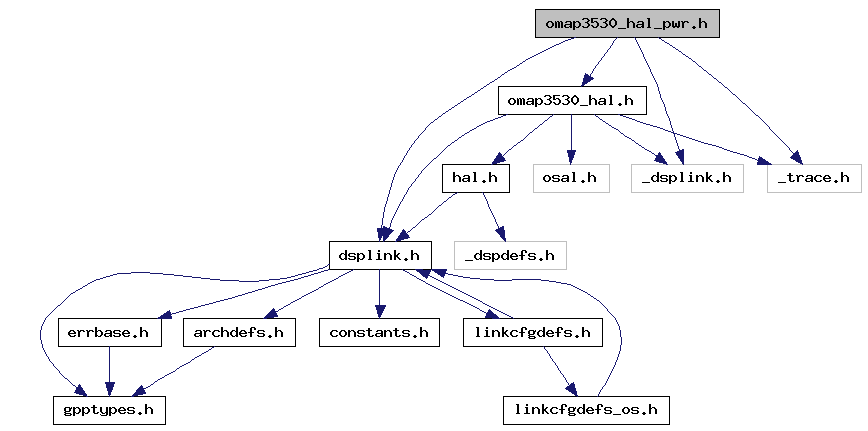 omap3530_hal_pwr.h
omap3530_hal.h
hal.h
osal.h
_dsplink.h
_trace.h
dsplink.h
_dspdefs.h
errbase.h
archdefs.h
constants.h
linkcfgdefs.h
gpptypes.h
linkcfgdefs_os.h